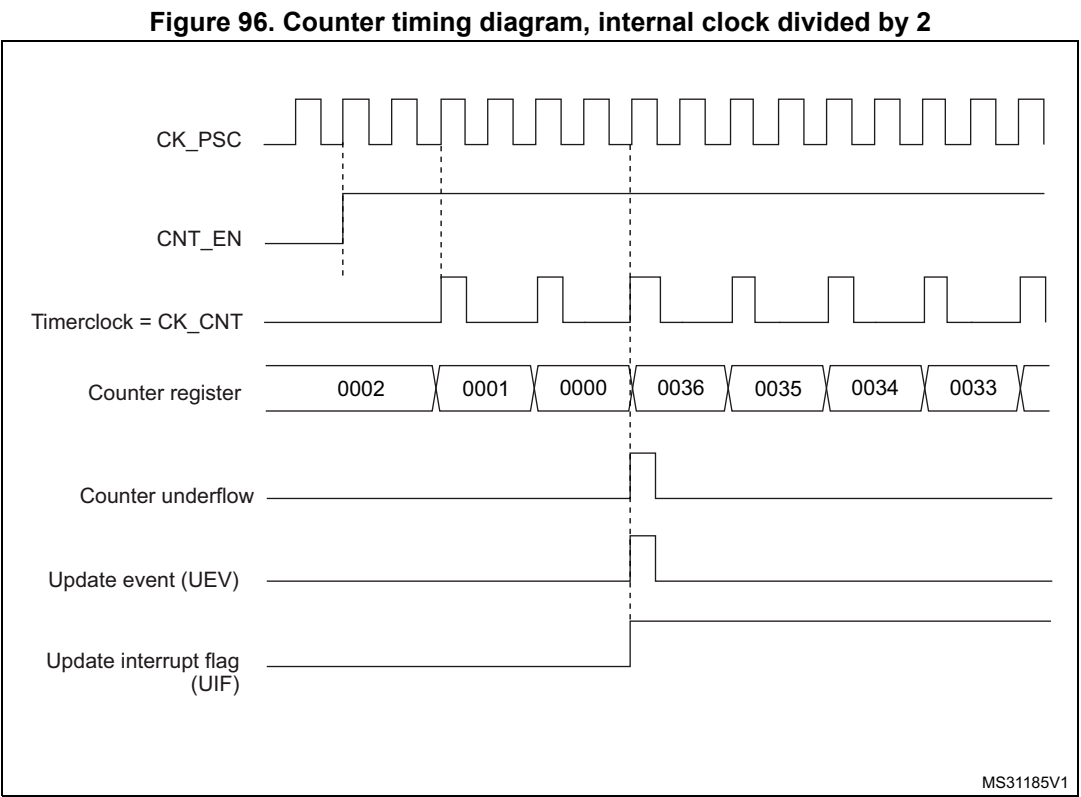 Figure 96. Counter timing diagram, internal clock divided by 2
CK_PSC
CNT_EN
Timerclock = CK_CNT
Counter register
0002
0001
0000
0036
0035
0034
0033
Counter underflow
Update event (UEV)
Update interrupt flag
(UIF)
MS31185V1